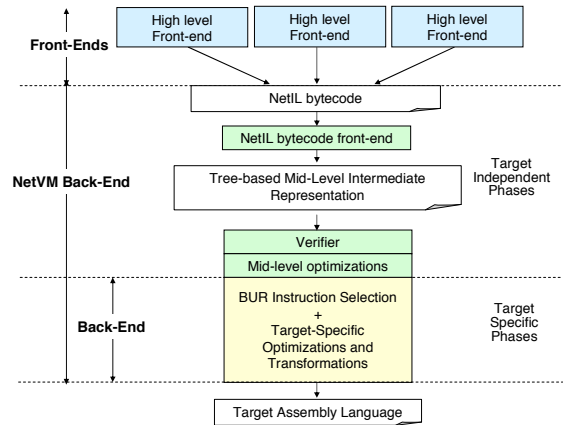 High level
Front-end
High level
Front-end
High level
Front-end
Front-Ends
NetIL bytecode
NetIL bytecode front-end
Tree-based Mid-Level Intermediate
Representation
Target
Independent
Phases
NetVM Back-End
Verifier
Mid-level optimizations
BUR Instruction Selection
+
Target-Specific
Optimizations and
Transformations
Back-End
Target
Specific
Phases
Target Assembly Language